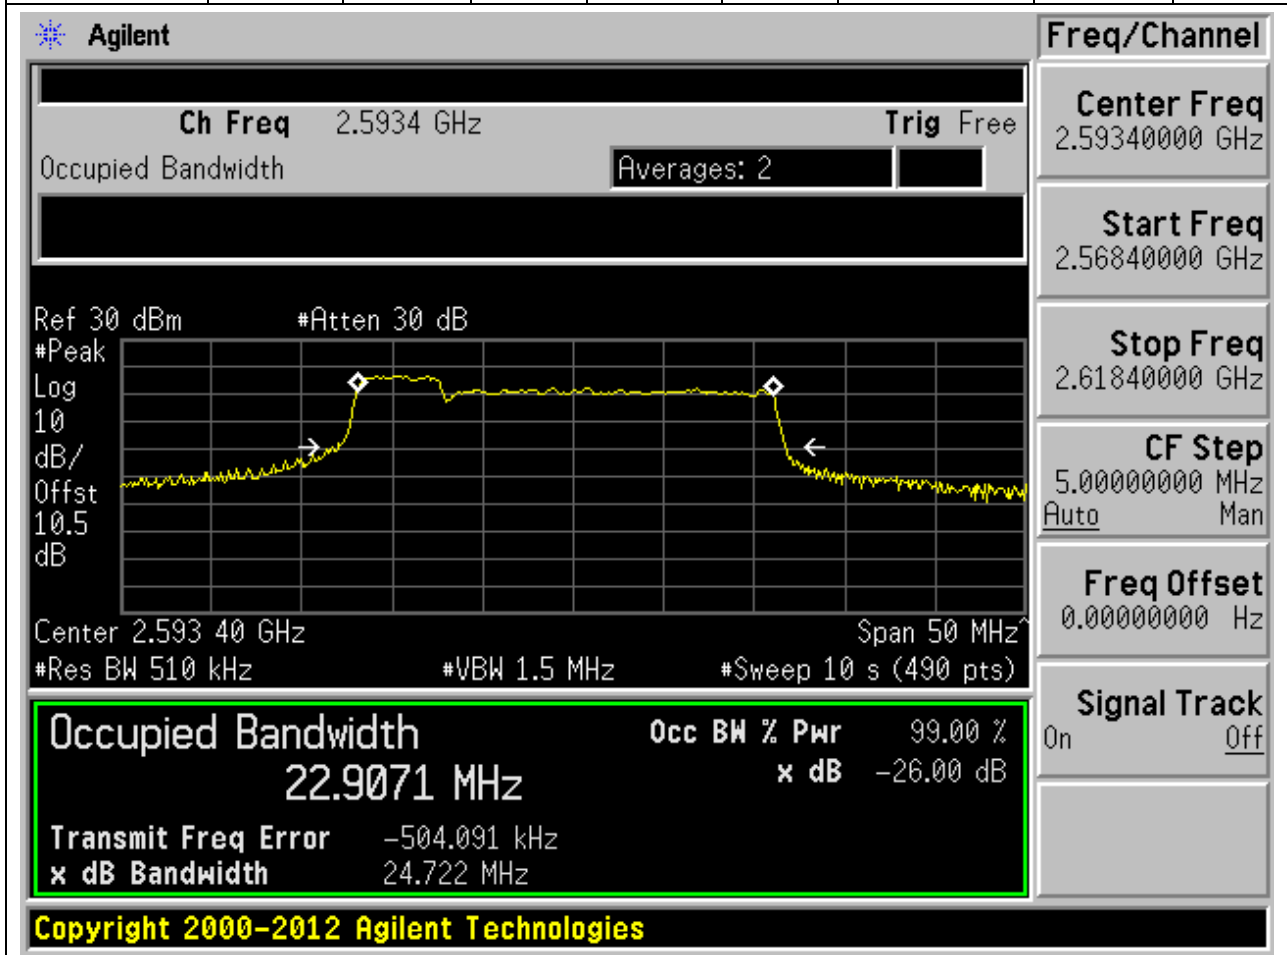 Agilent
Freq/Channel
Ch Freq 2.5934 GHz Trig Free
Occupied Bandwidth Averages: 2
Center Freq
2.59340000 GHz
Start Freq
2.56840000 GHz
Stop Freq
2.61840000 GHz
CF Step
5.00000000 MHz
Auto Man
Freq Offset
0.00000000 Hz
Signal Track
On Off
Ref 30 dBm #Atten 30 dB
#Peak
Log
10
dB/
Offst
10.5
dB
Center 2.593 40 GHz Span 50 MHz^
#Res BW 510 kHz #VBW 1.5 MHz #Sweep 10 s (490 pts)
Occupied Bandwidth Occ BW % Pwr 99.00 %
22.9071 MHz x dB -26.00 dB
Transmit Freq Error -504.091 kHz
x dB Bandwidth 24.722 MHz
Copyright 2000-2012 Agilent Technologies